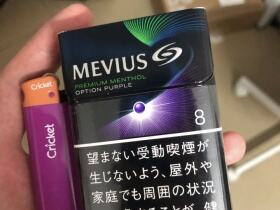 MEVIUS
PREMIUM MENTHOL
OPTION PURPLE
8
Cricket
Cricket
望まない受動喫煙が
生じないよう、屋外や
家庭でも周囲の状況